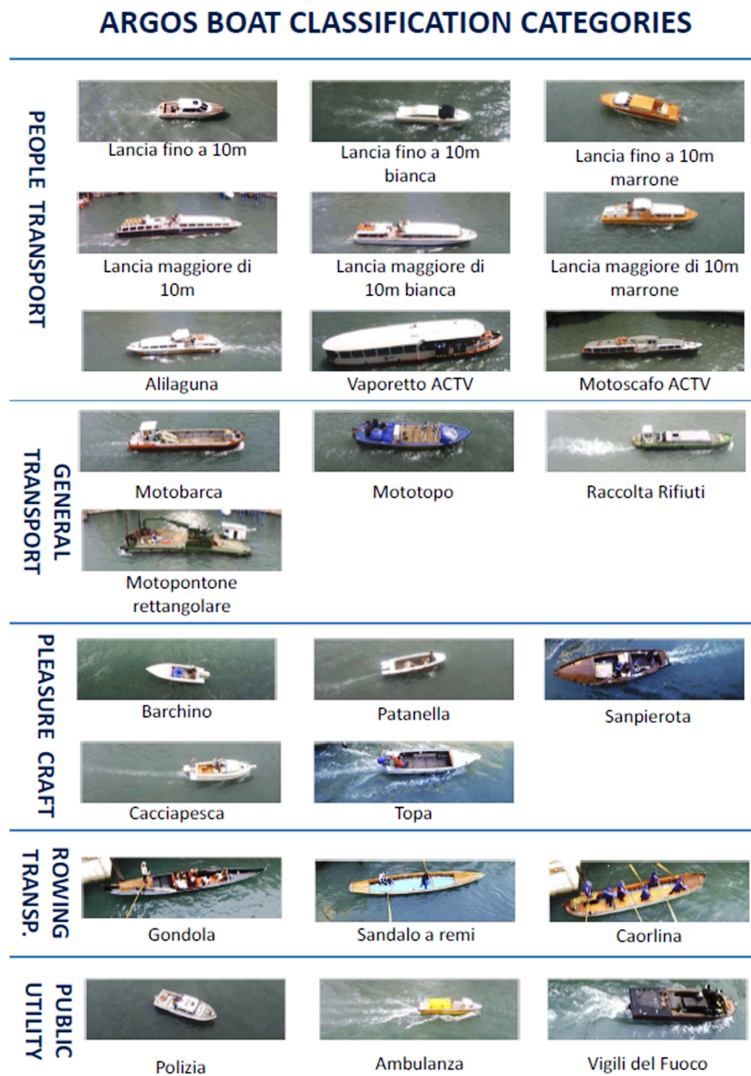 ARGOS BOAT CLASSIFICATION CATEGORIES
PEOPLE TRANSPORT
Lancia fino a 10m
Lancia fino a 10m
bianca
Lancia fino a 10m
marrone
Lancia maggiore di
10m
Lancia maggiore di
10m bianca
Lancia maggiore di 10m
marrone
Alilaguna
Vaporetto ACTV
Motoscafo ACTV
GENERAL
TRANSPORT
Motobarca
Mototopo
Raccolta Rifiuti
Motopontone
rettangolare
PLEASURE CRAFT
Barchino
Patanella
Sanpierota
Cacciapesca
Topa
ROWING
TRANSP.
Gondola
Sandalo a remi
Caorlina
PUBLIC
UTILITY
Polizia
Ambulanza
Vigili del Fuoco